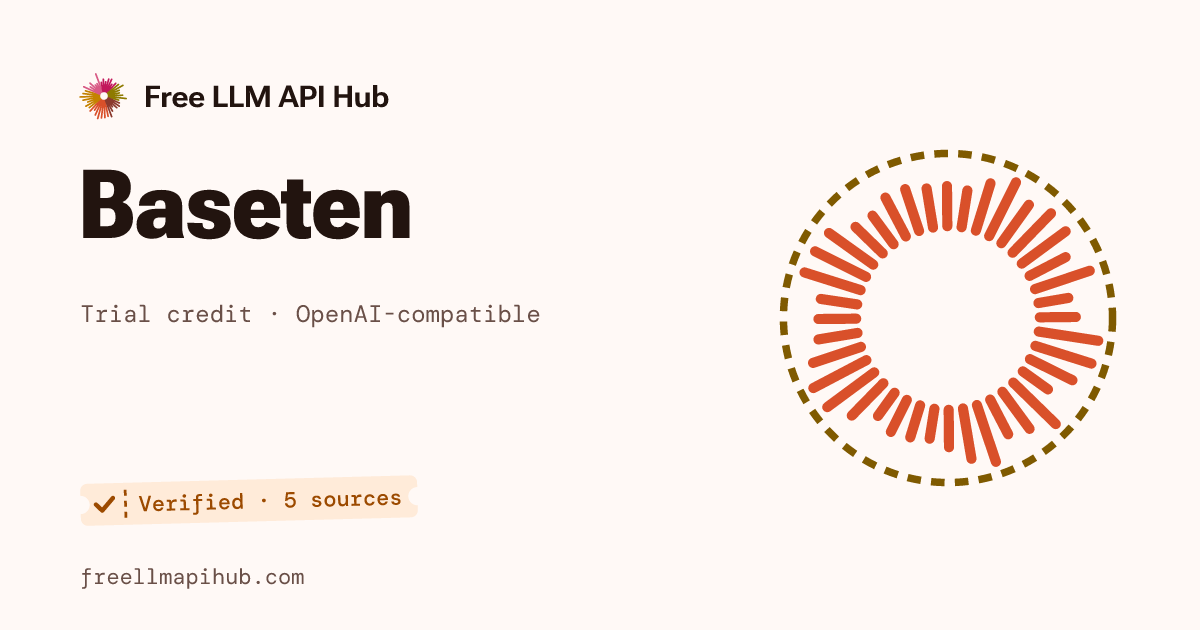 Free LLM API Hub
Baseten
Trial credit · OpenAI-compatible
Verified · 5 sources
freellmapihub.com